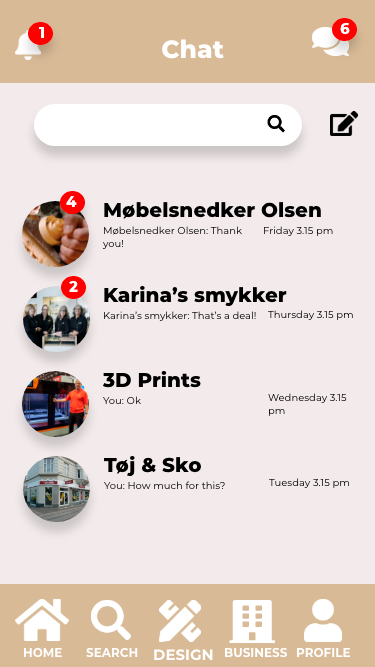 1
Chat
6
4
Møbelsnedker Olsen
Møbelsnedker Olsen: Thank
you!
Friday 3.15 pm
2
Karina’s smykker
Karina’s smykker: That’s a deal!
Thursday 3.15 pm
3D Prints
You: Ok
Wednesday 3.15
pm
Tøj & Sko
You: How much for this?
Tuesday 3.15 pm
HOME
SEARCH
DESIGN
BUSINESS
PROFILE